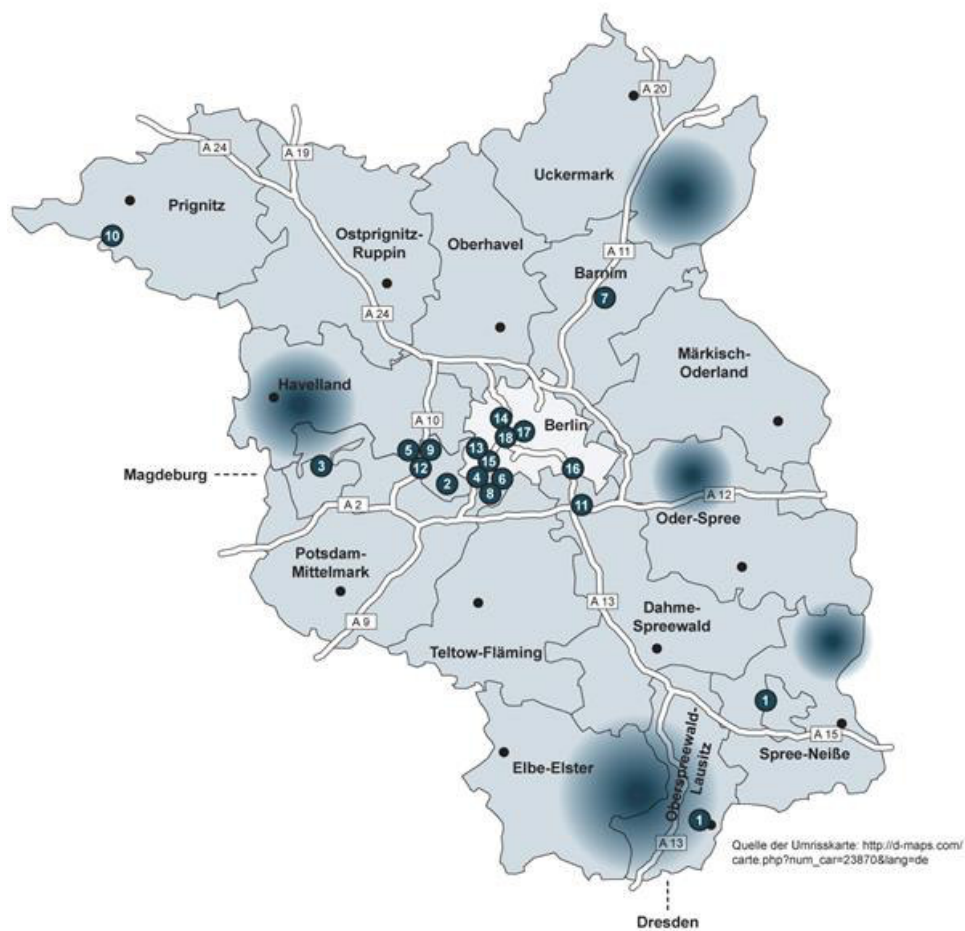 A 20
A 24
A 19
Uckermark
Prignitz
10
Ostprignitz-
Ruppin
Oberhavel
A 11
Barnim
7
A 24
Märkisch-
Oderland
Havelland
A 10
14
17
Berlin
18
5
9
13
15
3
12
16
Magdeburg
2
4
6
8
A 12
11
A 2
Oder-Spree
Potsdam-
Mittelmark
A 9
A 13
Dahme-
Spreewald
Teltow-Fläming
1
A 15
Spree-Neiße
Elbe-Elster
Oberspreewald-
Lausitz
1
A 13
Quelle der Umrisskarte: http://d-maps.com/
carte.php?num_car=23870&lang=de
Dresden